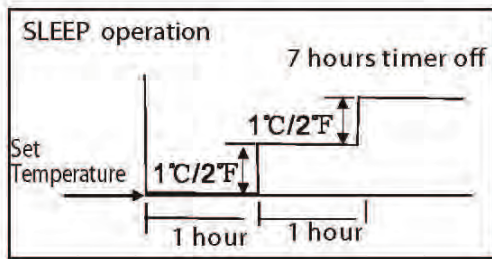 SLEEP operation
7 hours timer off
1℃/2℉
Set
Temperature
1℃/2℉
1 hour
1 hour